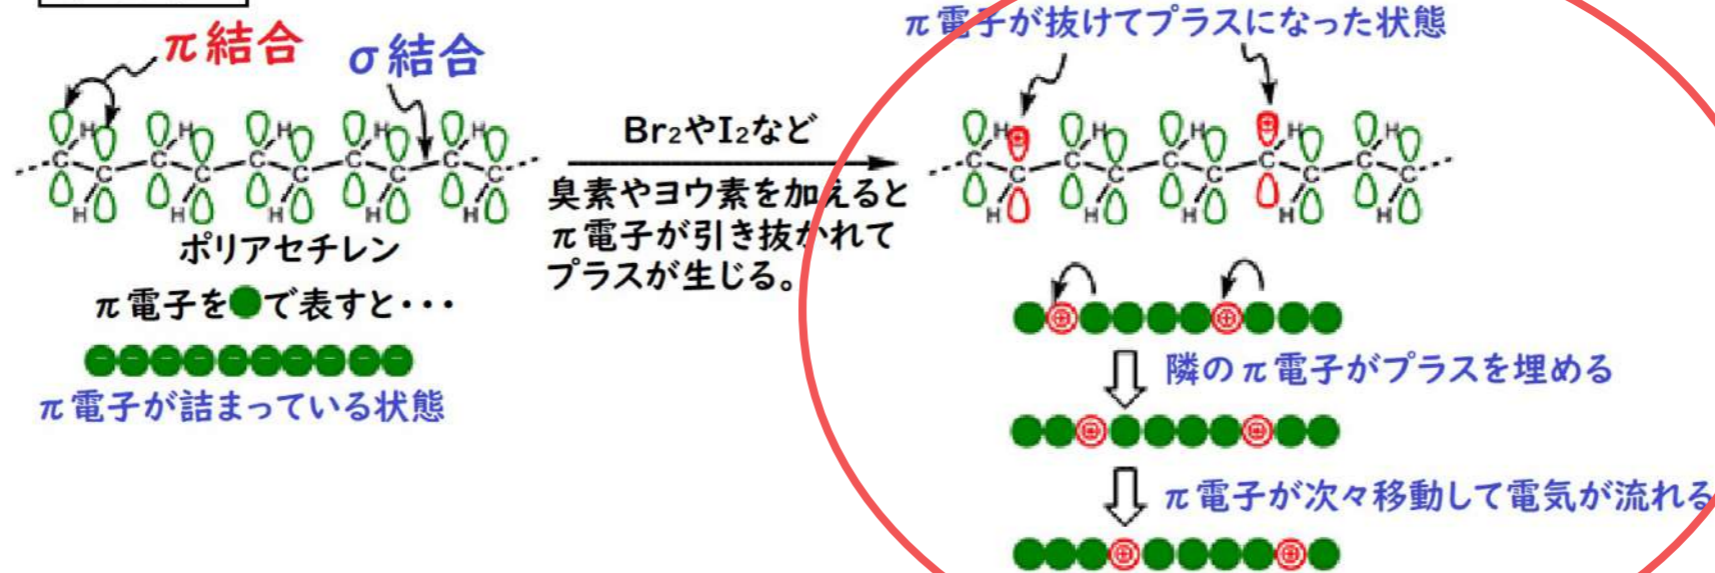 π結合
σ結合
H H H H H
C C C C C C C C C C
H H H H H
ポリアセチレン
π電子を●で表すと・・・
π電子が詰まっている状態
Br₂やI₂など
臭素やヨウ素を加えると
π電子が引き抜かれて
プラスが生じる。
π電子が抜けてプラスになった状態
H H H H H
C C C C C C C C C C
H H H H H
隣のπ電子がプラスを埋める
π電子が次々移動して電気が流れる